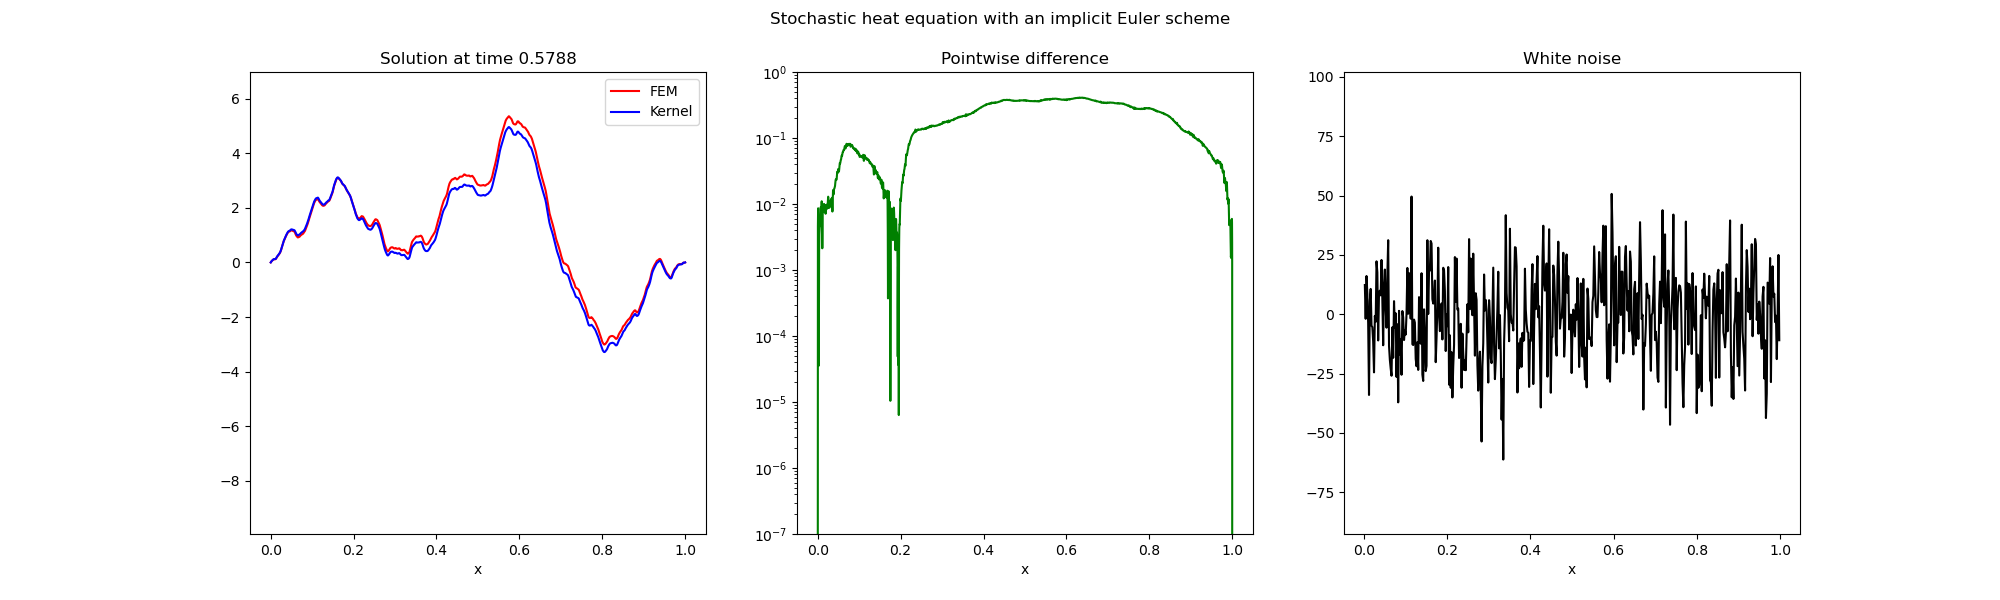 Stochastic heat equation with an implicit Euler scheme
Solution at time 0.5788
FEM
Kernel
6
4
2
0
−2
−4
−6
−8
0.0 0.2 0.4 0.6 0.8 1.0
x
Pointwise difference
10^0
10^−1
10^−2
10^−3
10^−4
10^−5
10^−6
10^−7
0.0 0.2 0.4 0.6 0.8 1.0
x
White noise
100
75
50
25
0
−25
−50
−75
0.0 0.2 0.4 0.6 0.8 1.0
x